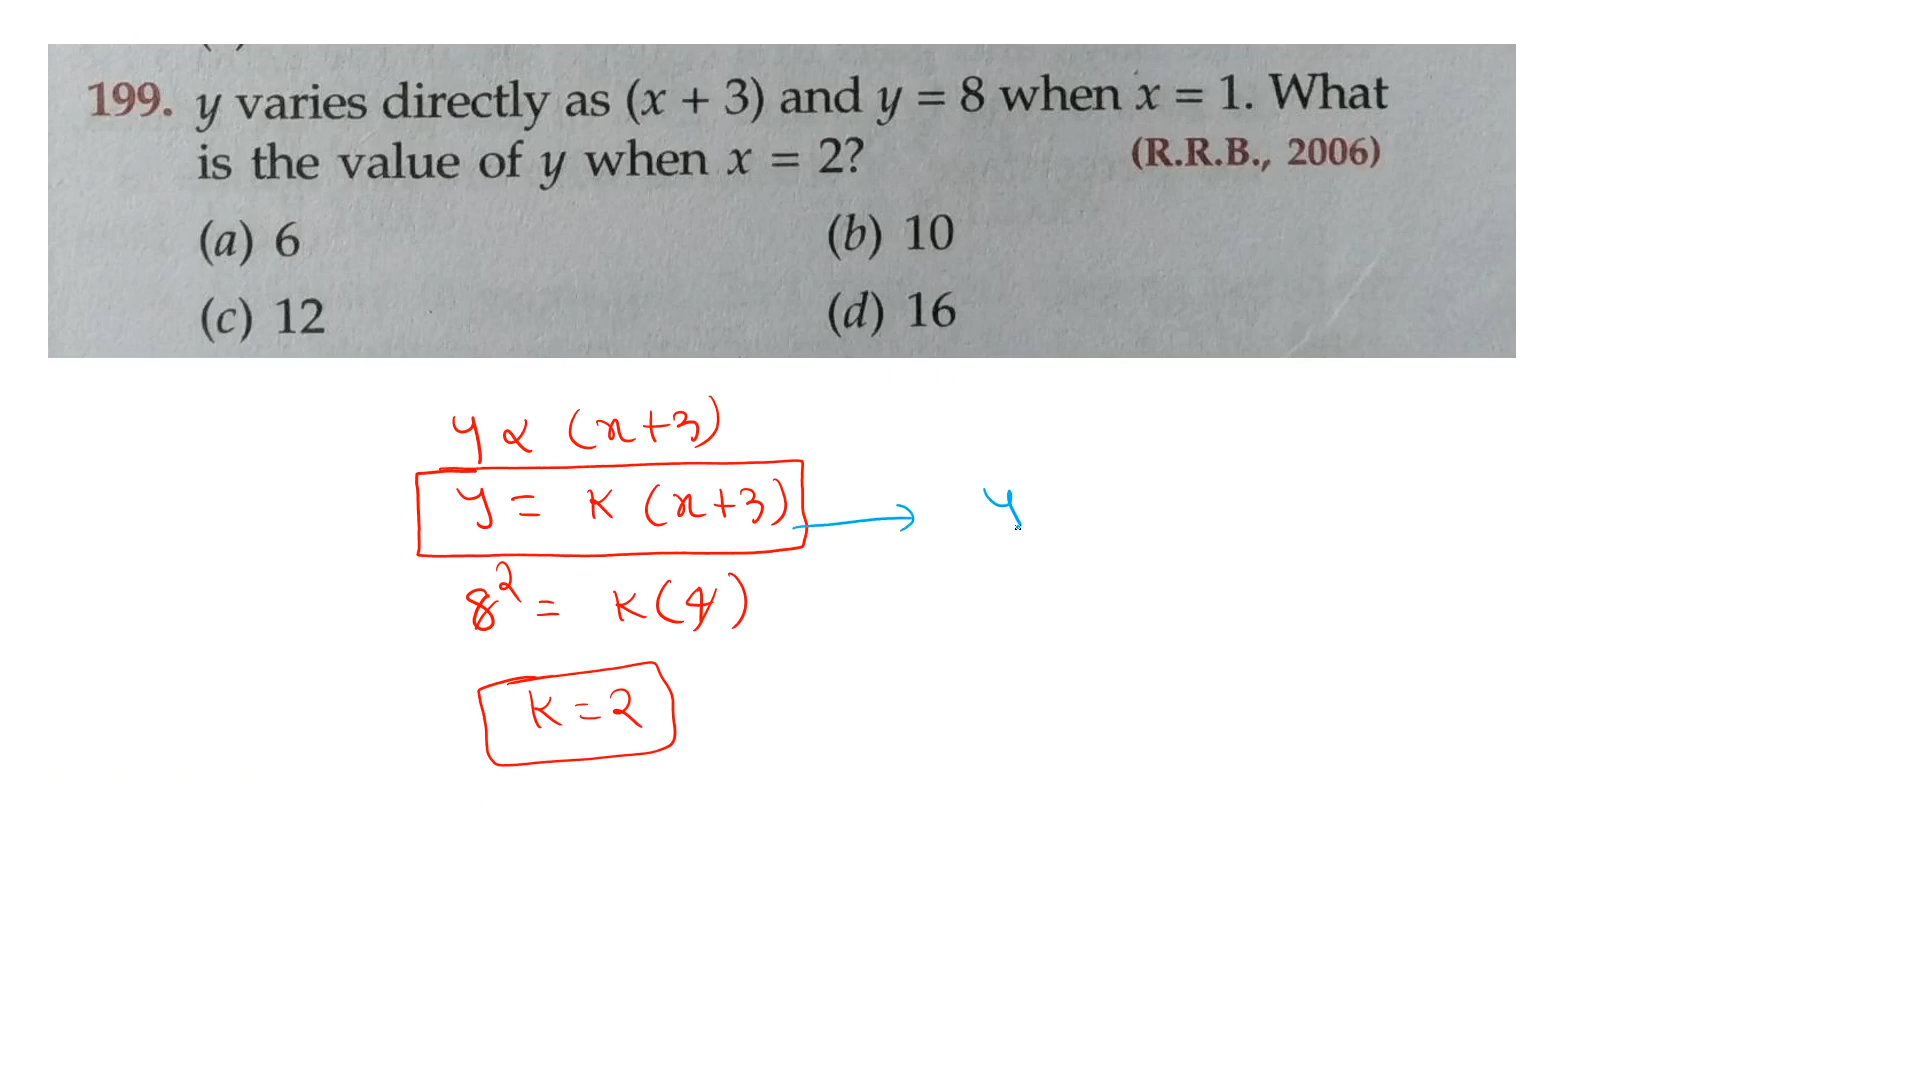 199. y varies directly as (x + 3) and y = 8 when x = 1. What
is the value of y when x = 2? (R.R.B., 2006)
(a) 6 (b) 10
(c) 12 (d) 16
y ∝ (x+3)
y = K (x+3) → y
8² = K(4)
K = 2